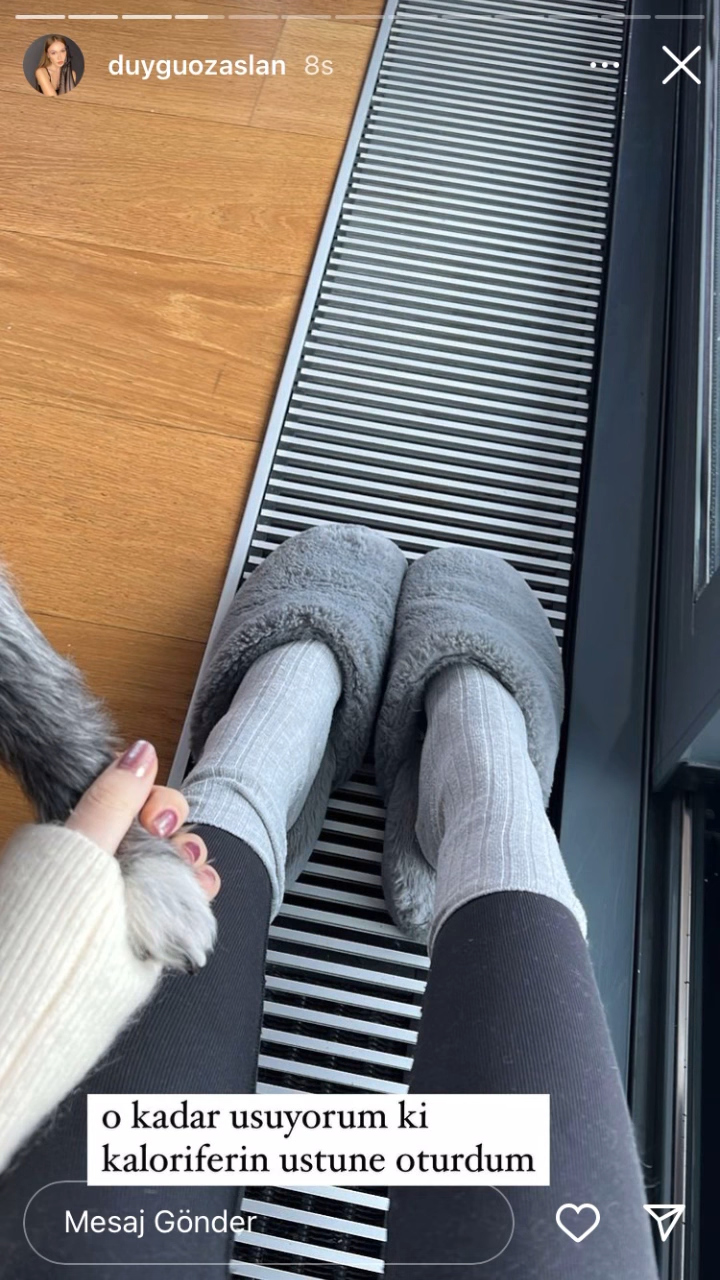 duyguozaslan 8s
o kadar usuyorum ki
kaloriferin ustune oturdum
Mesaj Gönder